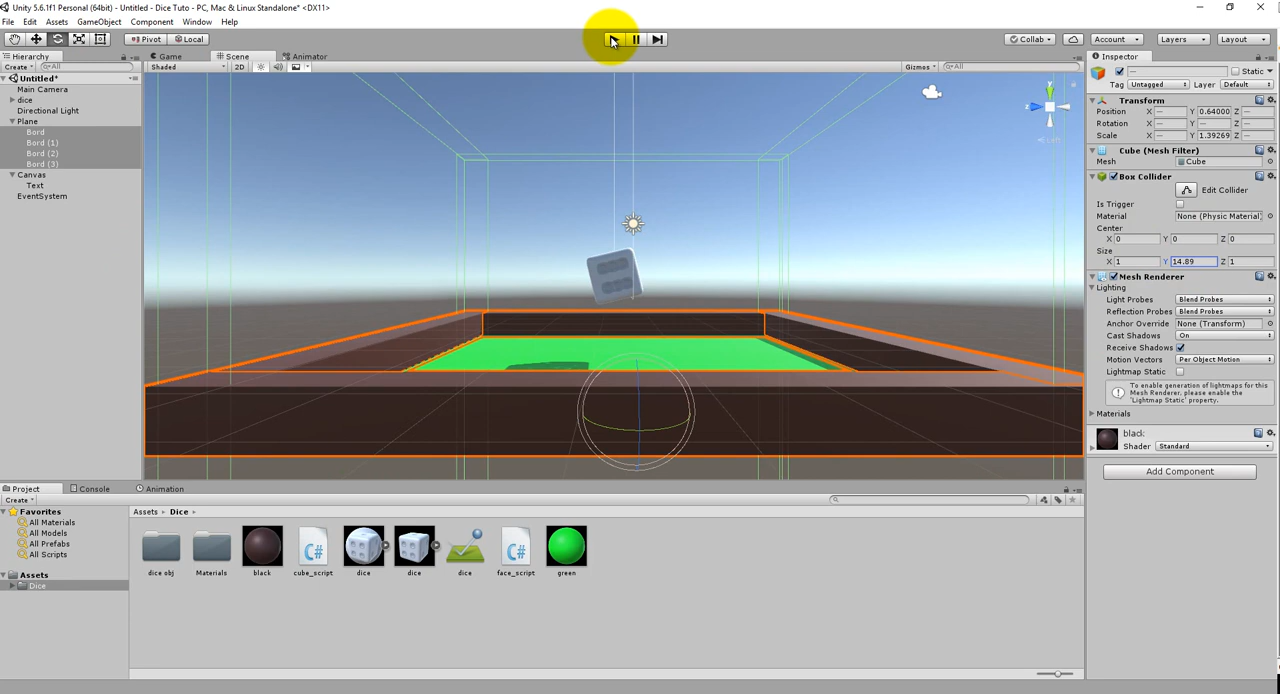 Unity 5.6.1f1 Personal (64bit) - Untitled - Dice Tuto - PC, Mac & Linux Standalone* <DX11>
File Edit Assets GameObject Component Window Help
Pivot Local Collab Account Layers Layout
Hierarchy Game Scene Animator Inspector
Create All Shaded 2D Gizmos All Static
Untitled* Tag Untagged Layer Default
Main Camera
dice
Directional Light
Plane
Bord
Bord (1)
Bord (2)
Bord (3)
Canvas
Text
EventSystem
y
Transform
Position X — Y 0.64000 Z —
Rotation X — Y — Z —
Scale X — Y 1.39269 Z —
Cube (Mesh Filter)
Mesh Cube
Box Collider
Edit Collider
Is Trigger
Material None (Physic Material)
Center
X 0 Y 0 Z 0
Size
X 1 Y 14.89 Z 1
Mesh Renderer
Lighting
Light Probes Blend Probes
Reflection Probes Blend Probes
Anchor Override None (Transform)
Cast Shadows On
Receive Shadows
Motion Vectors Per Object Motion
Lightmap Static
To enable generation of lightmaps for this
Mesh Renderer, please enable the
'Lightmap Static' property.
Materials
black
Shader Standard
Add Component
Project Console Animation
Create
Favorites
All Materials
All Models
All Prefabs
All Scripts
Assets
Dice
Assets Dice
C# C#
dice obj Materials black cube_script dice dice dice face_script green